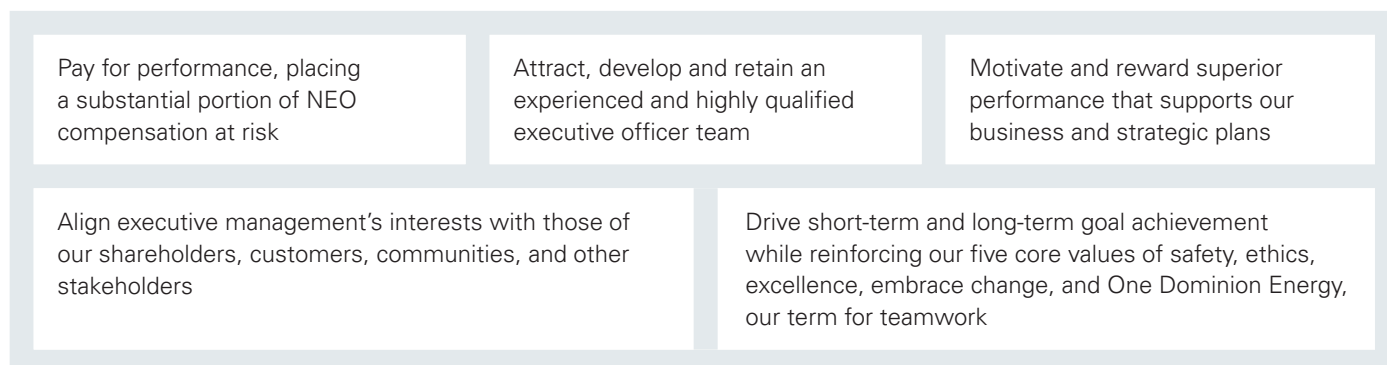 Pay for performance, placing
a substantial portion of NEO
compensation at risk
Attract, develop and retain an
experienced and highly qualified
executive officer team
Motivate and reward superior
performance that supports our
business and strategic plans
Align executive management’s interests with those of
our shareholders, customers, communities, and other
stakeholders
Drive short-term and long-term goal achievement
while reinforcing our five core values of safety, ethics,
excellence, embrace change, and One Dominion Energy,
our term for teamwork